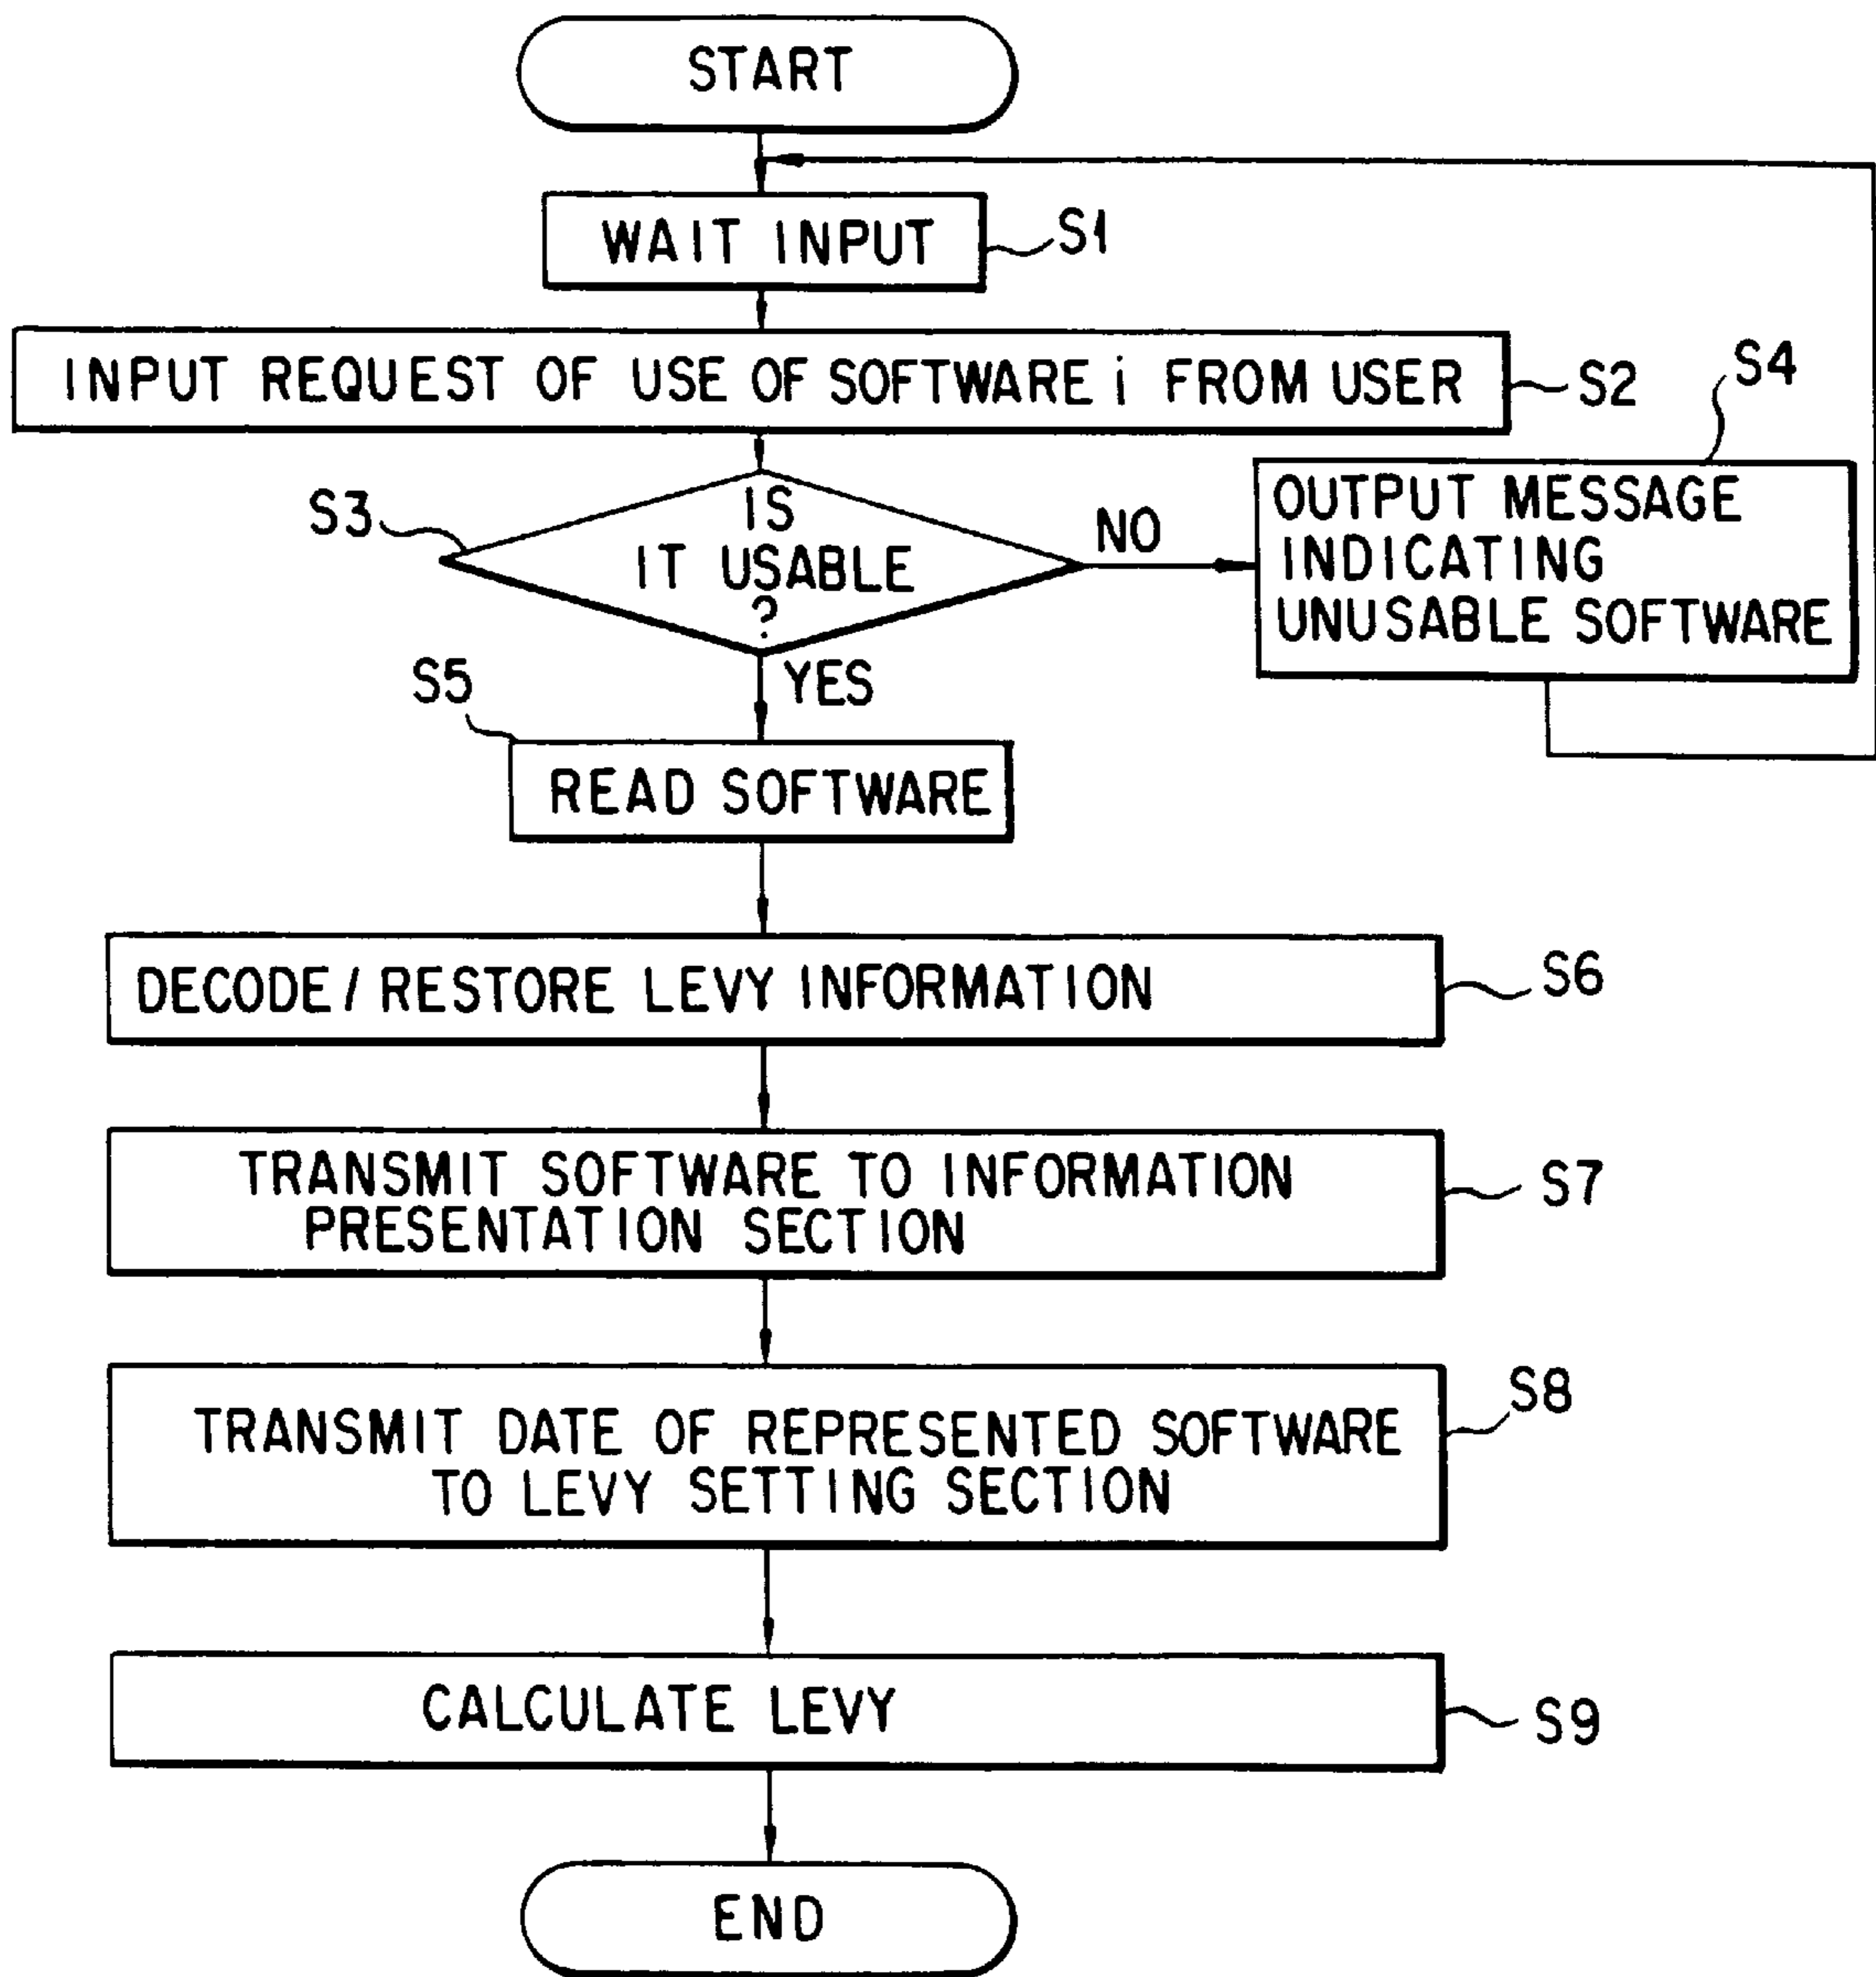 START
WAIT INPUT
S1
INPUT REQUEST OF USE OF SOFTWARE i FROM USER
S2
S3
IS
IT USABLE
?
NO
S4
OUTPUT MESSAGE
INDICATING
UNUSABLE SOFTWARE
YES
S5
READ SOFTWARE
DECODE / RESTORE LEVY INFORMATION
S6
TRANSMIT SOFTWARE TO INFORMATION
PRESENTATION SECTION
S7
TRANSMIT DATE OF REPRESENTED SOFTWARE
TO LEVY SETTING SECTION
S8
CALCULATE LEVY
S9
END